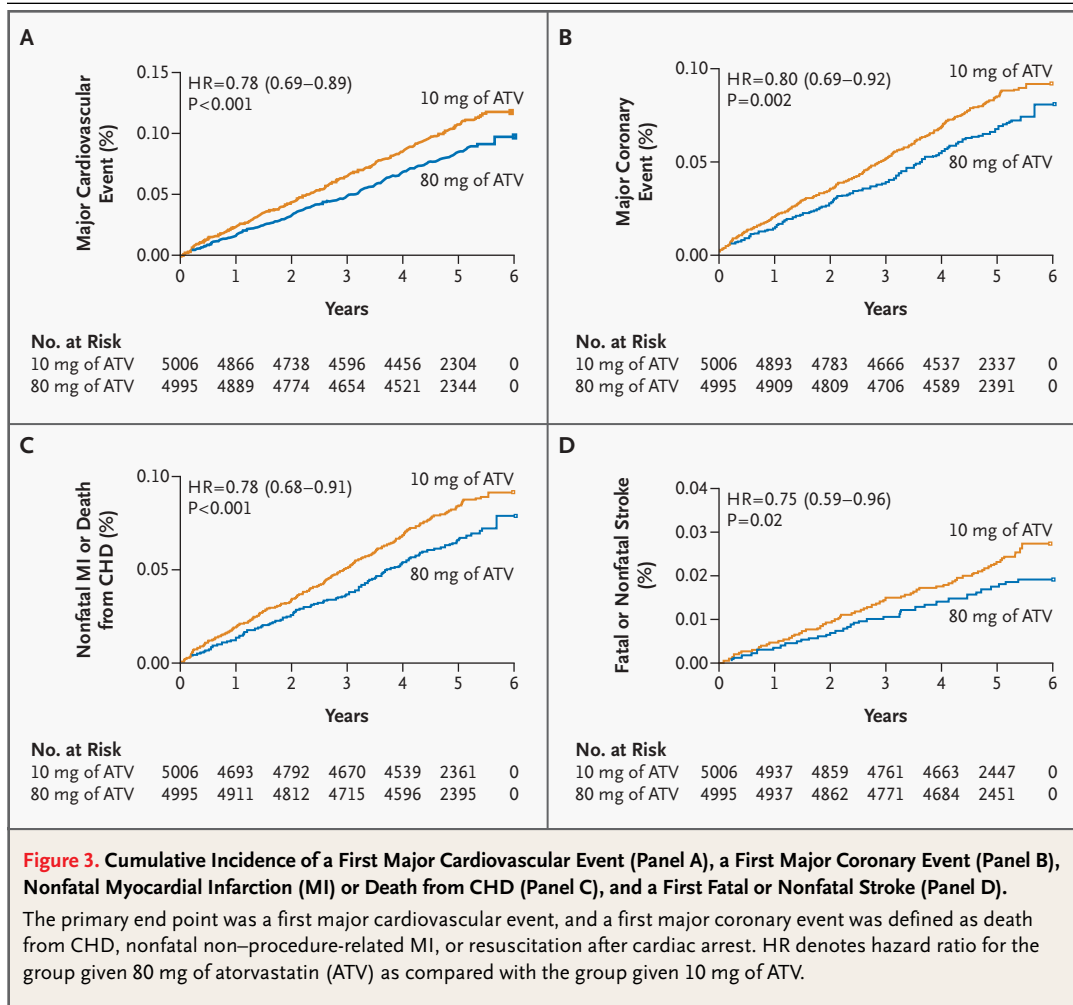 A
Major Cardiovascular
Event (%)
0.15
0.10
0.05
0.00
HR=0.78 (0.69–0.89)
P<0.001
10 mg of ATV
80 mg of ATV
0 1 2 3 4 5 6
Years
No. at Risk
10 mg of ATV 5006 4866 4738 4596 4456 2304 0
80 mg of ATV 4995 4889 4774 4654 4521 2344 0
B
Major Coronary
Event (%)
0.10
0.05
0.00
HR=0.80 (0.69–0.92)
P=0.002
10 mg of ATV
80 mg of ATV
0 1 2 3 4 5 6
Years
No. at Risk
10 mg of ATV 5006 4893 4783 4666 4537 2337 0
80 mg of ATV 4995 4909 4809 4706 4589 2391 0
C
Nonfatal MI or Death
from CHD (%)
0.10
0.05
0.00
HR=0.78 (0.68–0.91)
P<0.001
10 mg of ATV
80 mg of ATV
0 1 2 3 4 5 6
Years
No. at Risk
10 mg of ATV 5006 4693 4792 4670 4539 2361 0
80 mg of ATV 4995 4911 4812 4715 4596 2395 0
D
Fatal or Nonfatal Stroke
(%)
0.04
0.03
0.02
0.01
0.00
HR=0.75 (0.59–0.96)
P=0.02
10 mg of ATV
80 mg of ATV
0 1 2 3 4 5 6
Years
No. at Risk
10 mg of ATV 5006 4937 4859 4761 4663 2447 0
80 mg of ATV 4995 4937 4862 4771 4684 2451 0
Figure 3. Cumulative Incidence of a First Major Cardiovascular Event (Panel A), a First Major Coronary Event (Panel B),
Nonfatal Myocardial Infarction (MI) or Death from CHD (Panel C), and a First Fatal or Nonfatal Stroke (Panel D).
The primary end point was a first major cardiovascular event, and a first major coronary event was defined as death
from CHD, nonfatal non–procedure-related MI, or resuscitation after cardiac arrest. HR denotes hazard ratio for the
group given 80 mg of atorvastatin (ATV) as compared with the group given 10 mg of ATV.